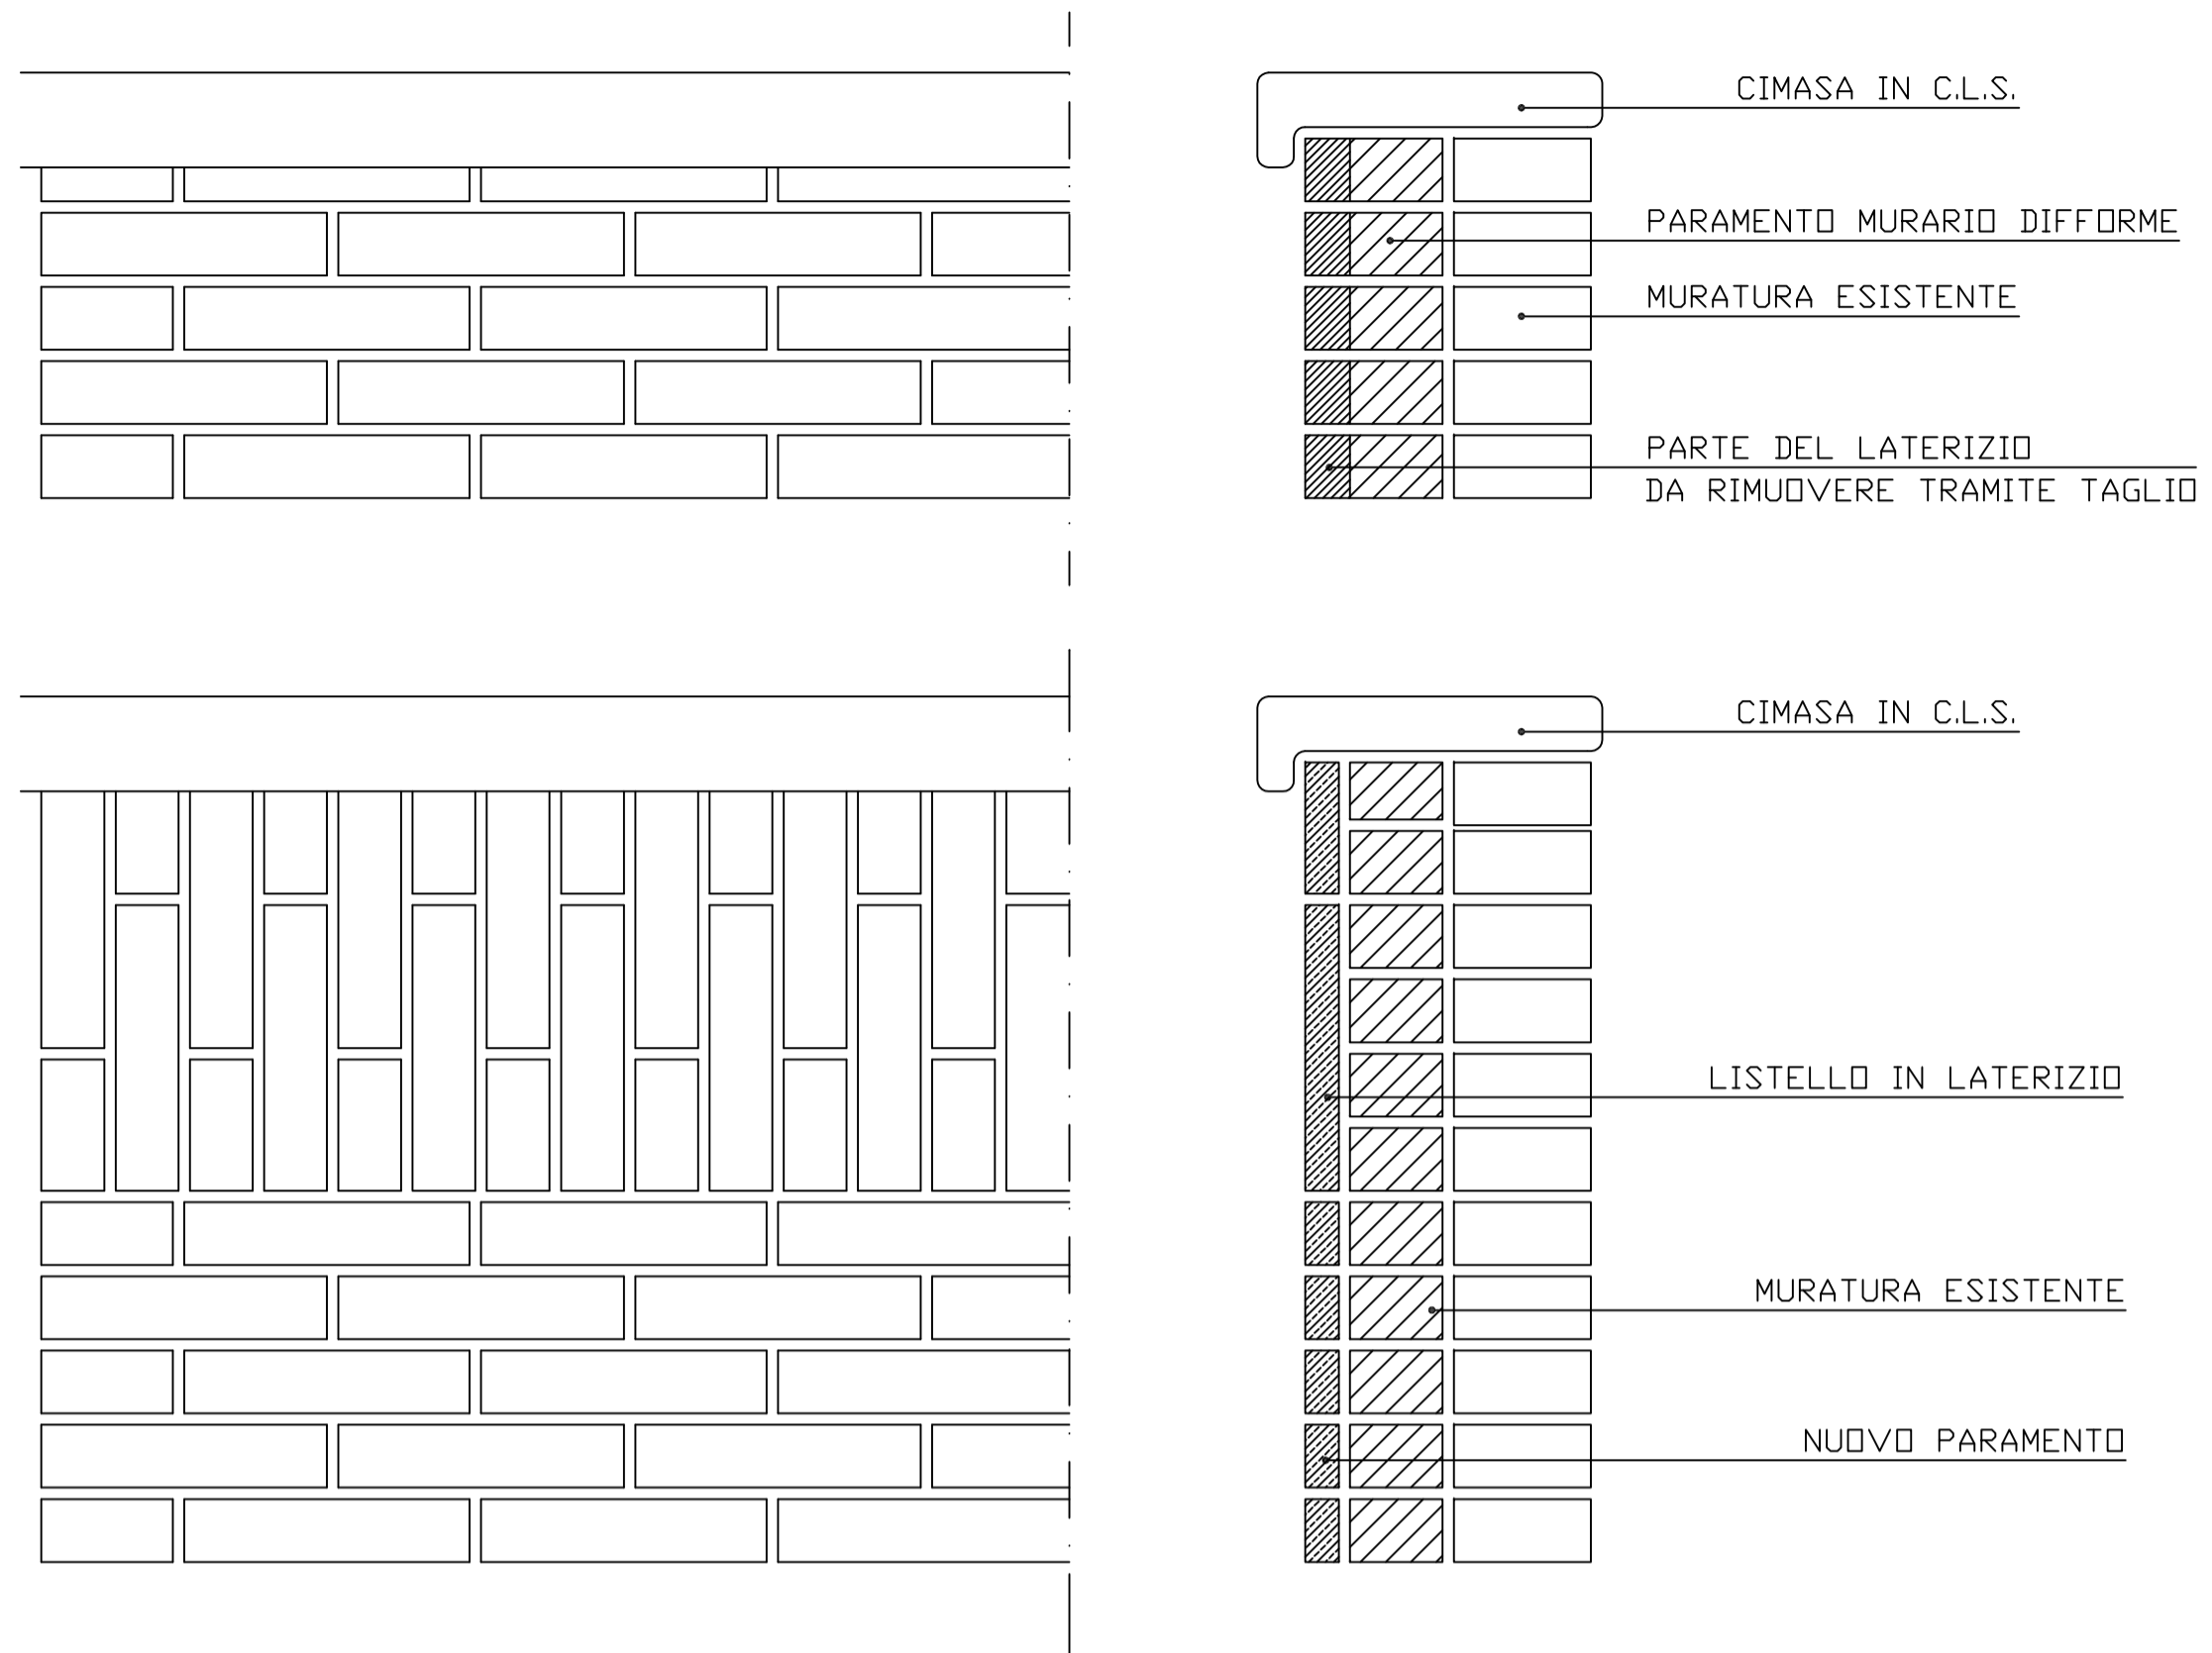 CIMASA IN C.L.S.
PARAMENTO MURARIO DIFFORME
MURATURA ESISTENTE
PARTE DEL LATERIZIO
DA RIMUOVERE TRAMITE TAGLIO
CIMASA IN C.L.S.
LISTELLO IN LATERIZIO
MURATURA ESISTENTE
NUOVO PARAMENTO